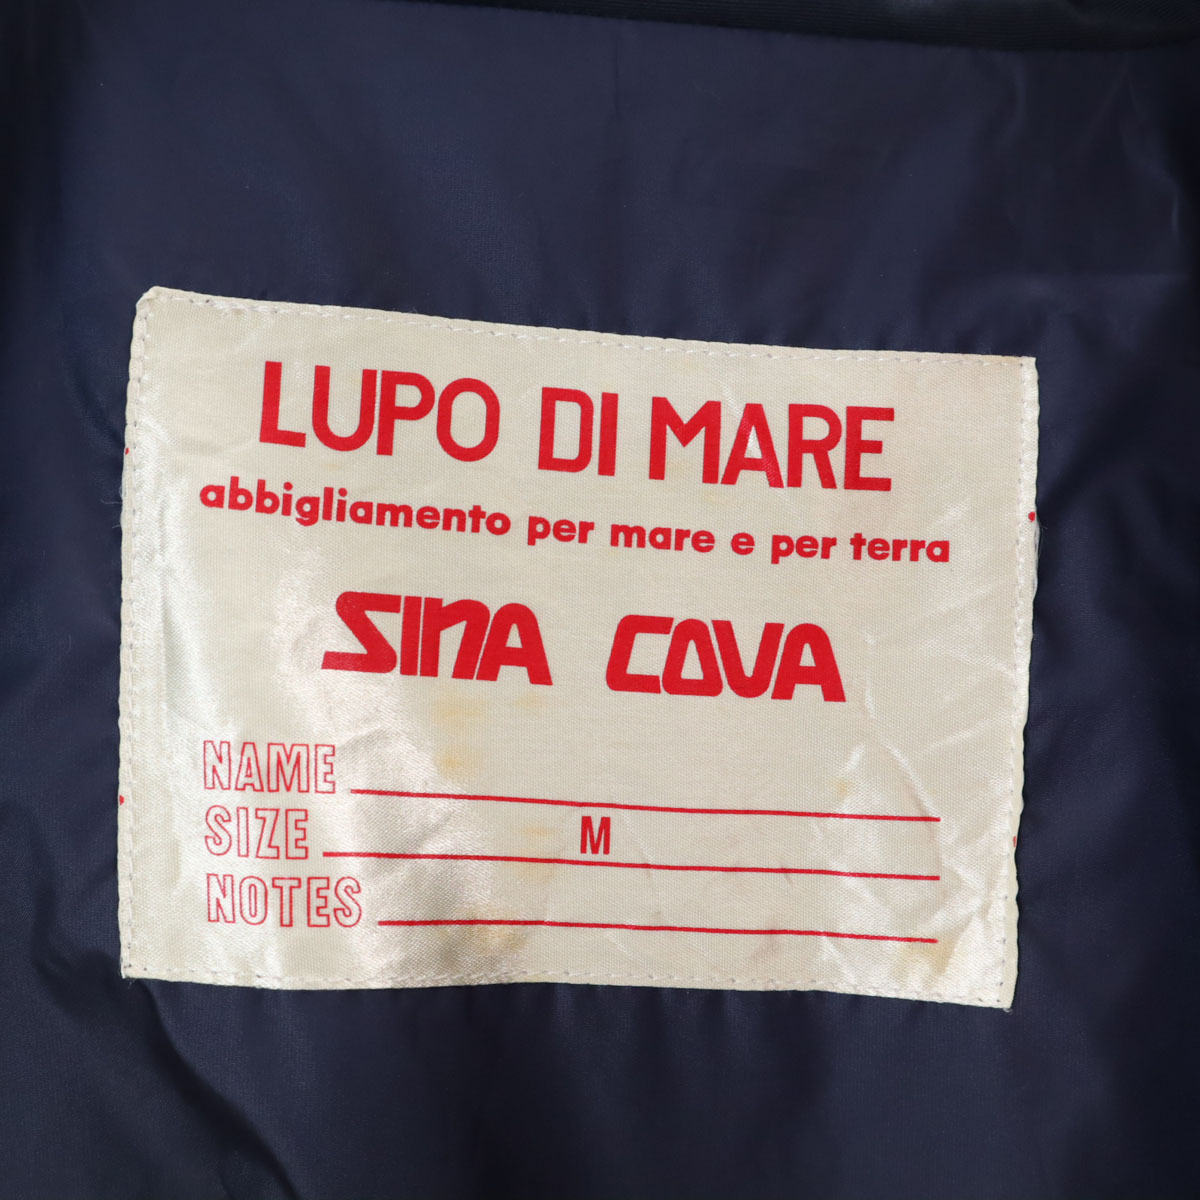 LUPO DI MARE
abbigliamento per mare e per terra
SINA COVA
NAME
SIZE M
NOTES